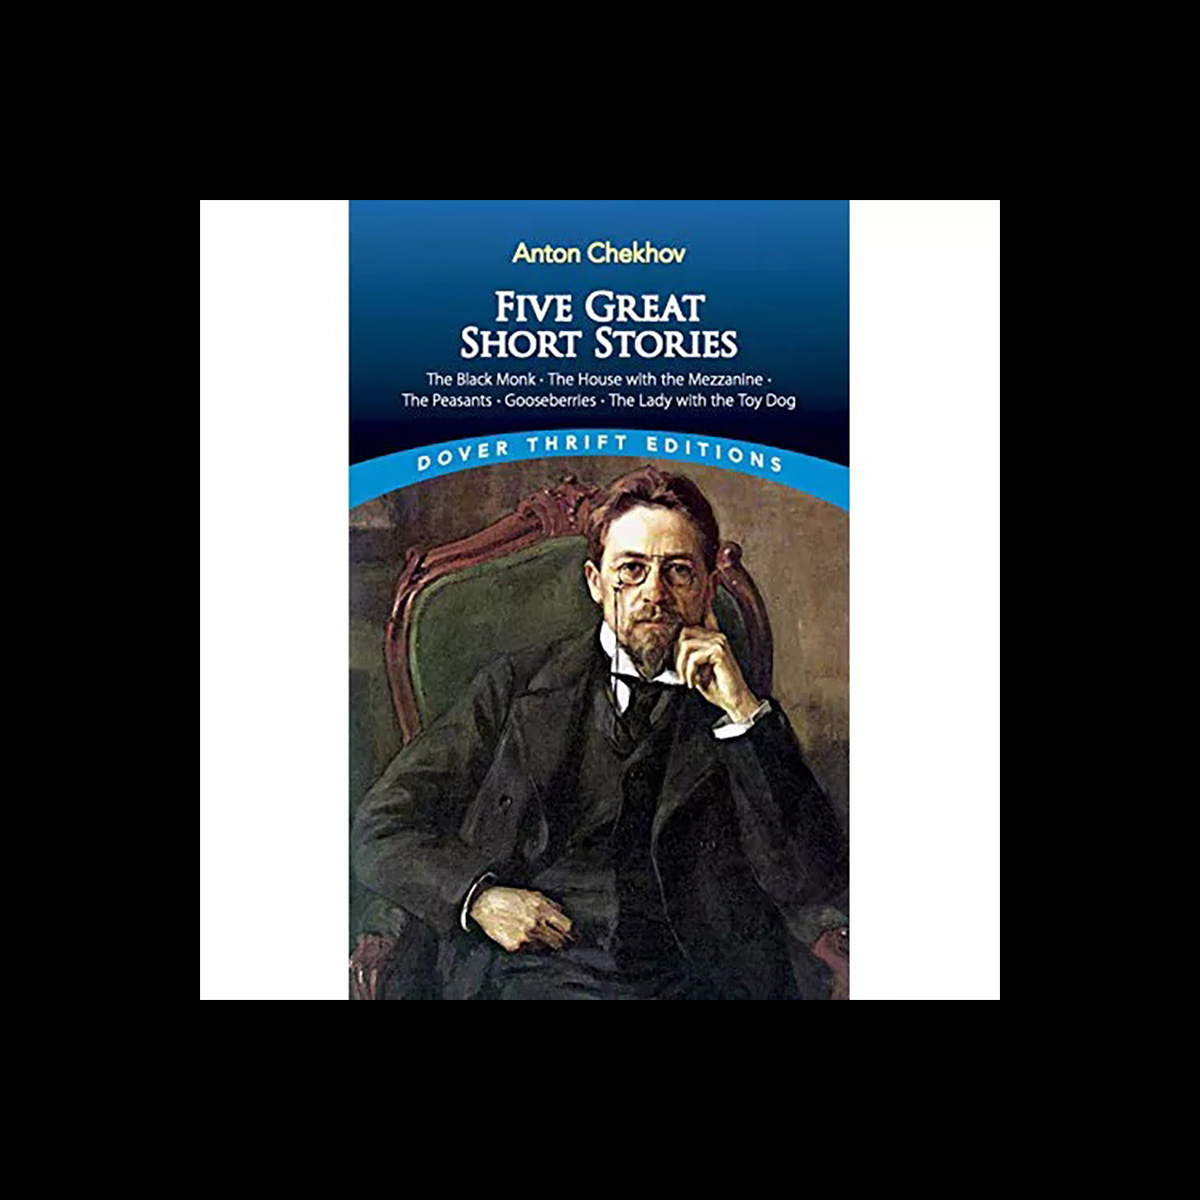 Anton Chekhov
FIVE GREAT
SHORT STORIES
The Black Monk · The House with the Mezzanine ·
The Peasants · Gooseberries · The Lady with the Toy Dog
DOVER THRIFT EDITIONS